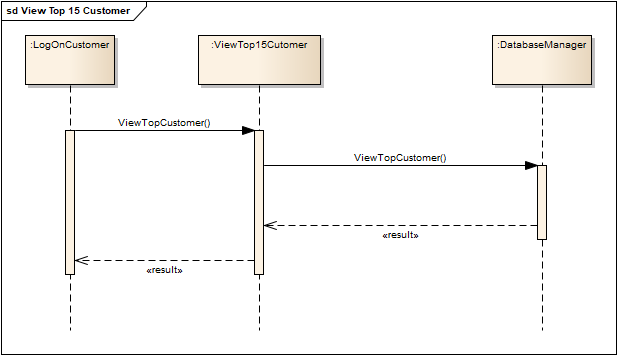 sd View Top 15 Customer
:LogOnCustomer
:ViewTop15Cutomer
:DatabaseManager
ViewTopCustomer()
ViewTopCustomer()
«result»
«result»